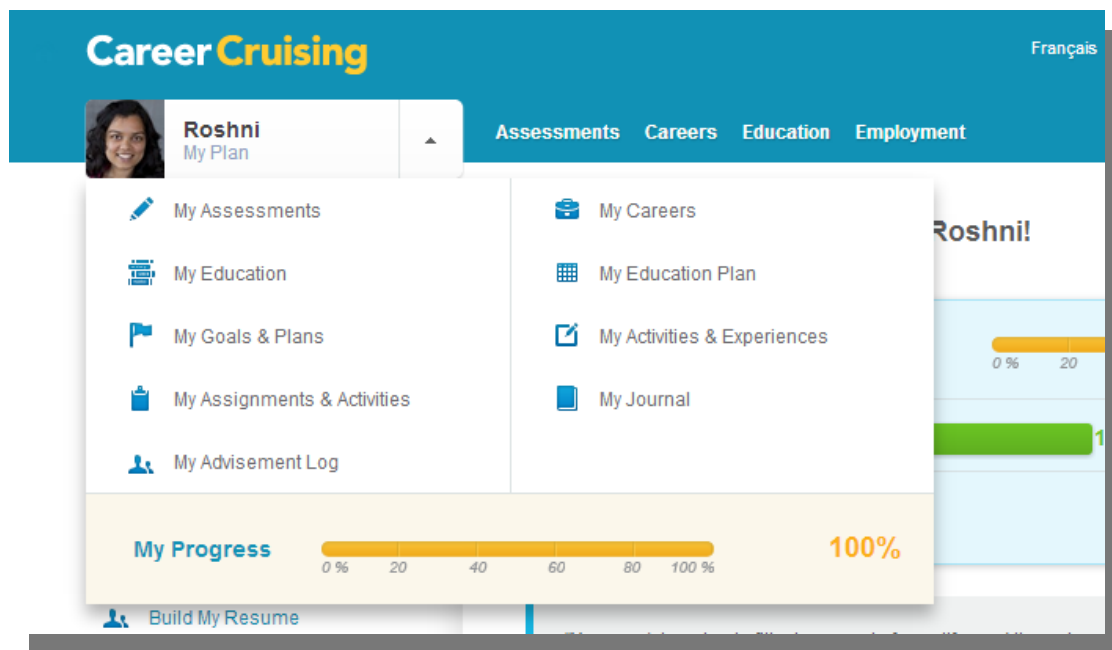 CareerCruising
Français
Roshni
My Plan
Assessments Careers Education Employment
My Assessments
My Careers
Roshni!
My Education
My Education Plan
My Goals & Plans
My Activities & Experiences
0 % 20
My Assignments & Activities
My Journal
1
My Advisement Log
My Progress
100%
0 % 20 40 60 80 100 %
Build My Resume